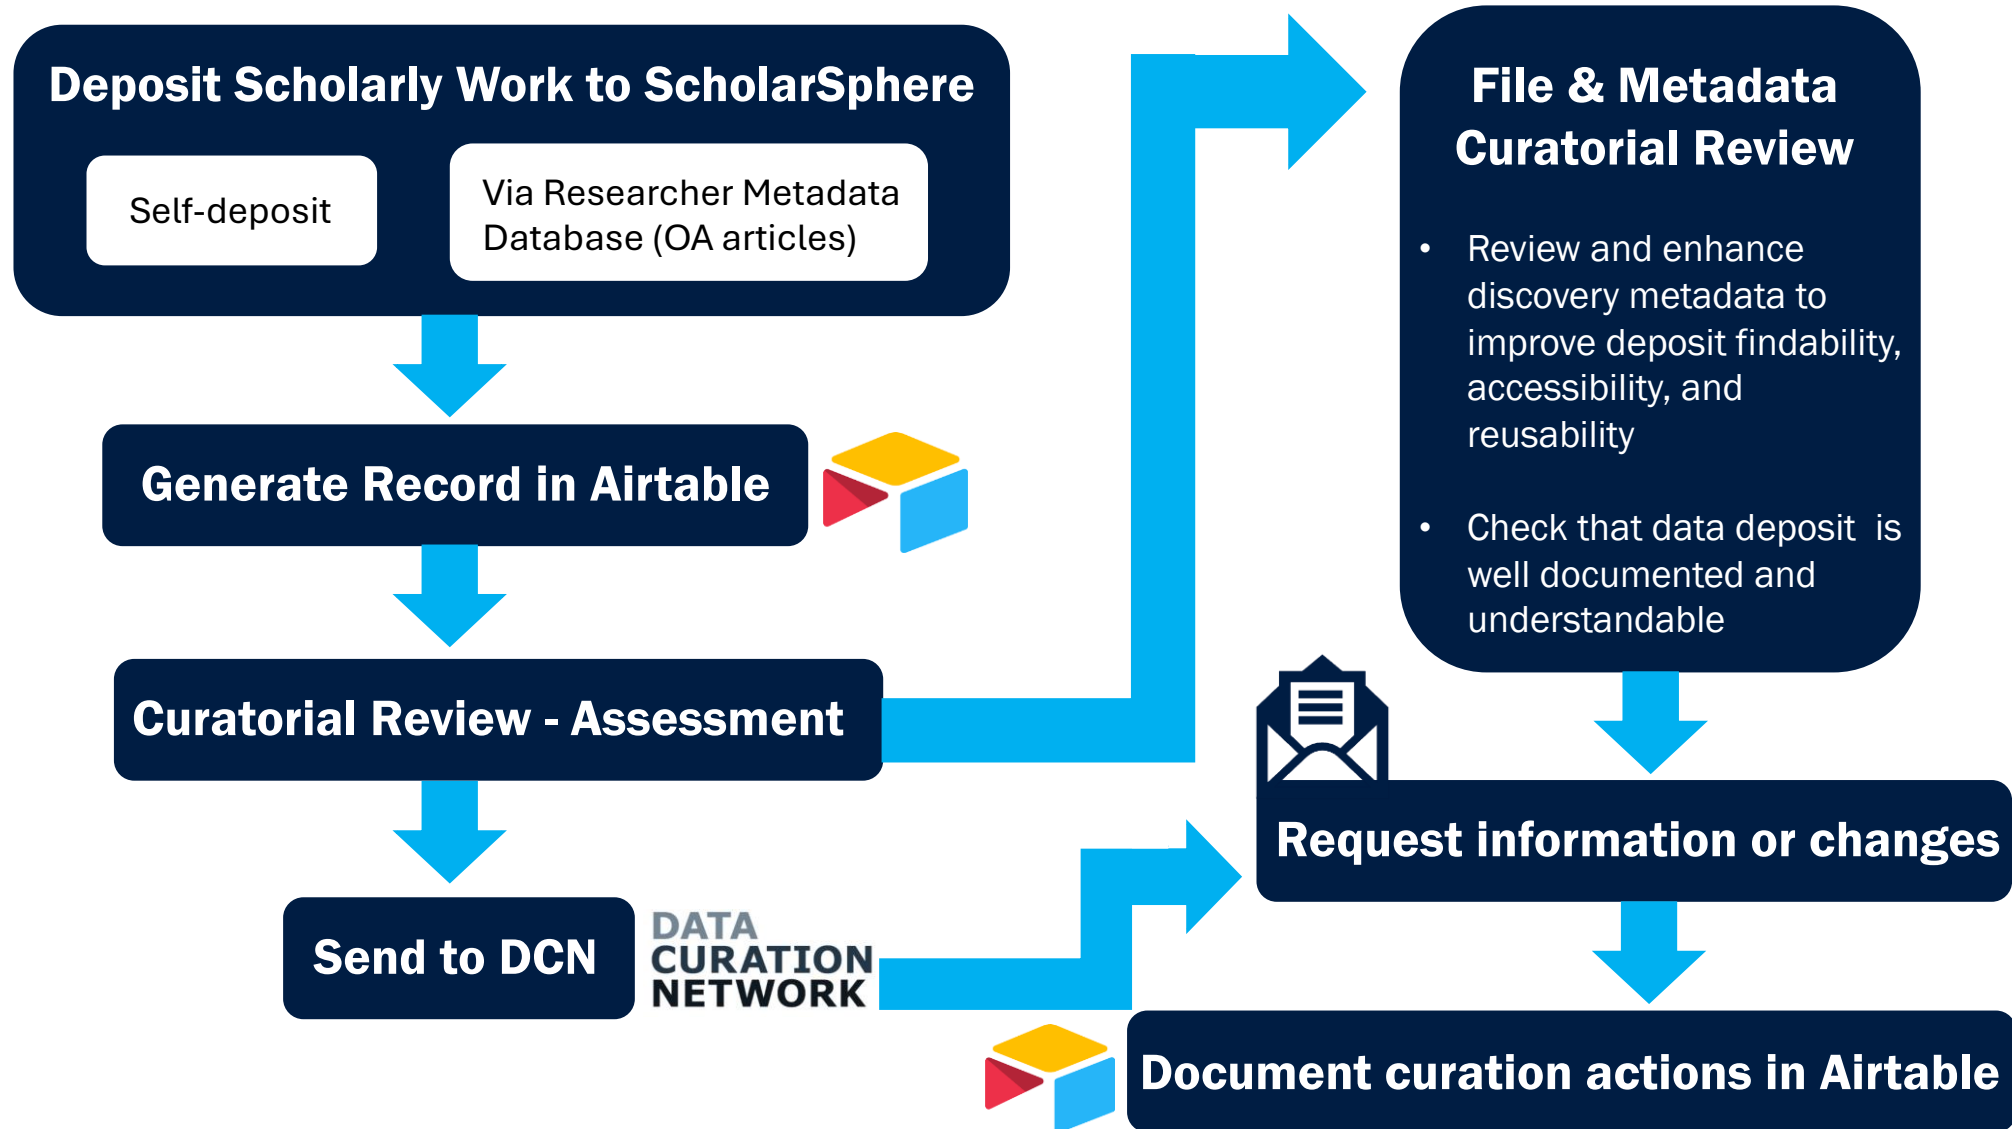 Deposit Scholarly Work to ScholarSphere
Self-deposit
Via Researcher Metadata
Database (OA articles)
Generate Record in Airtable
Curatorial Review - Assessment
Send to DCN
DATA
CURATION
NETWORK
File & Metadata
Curatorial Review
• Review and enhance
discovery metadata to
improve deposit findability,
accessibility, and
reusability
• Check that data deposit  is
well documented and
understandable
Request information or changes
Document curation actions in Airtable